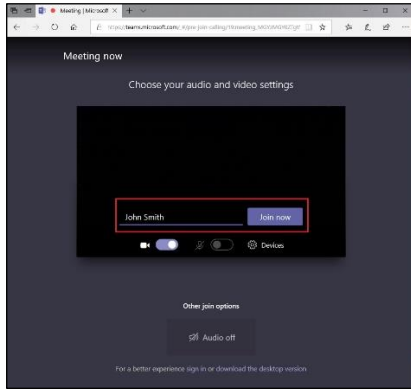 Meeting | Microsoft
Meeting now
Choose your audio and video settings
John Smith
Join now
Devices
Other join options
Audio off
For a better experience sign in or download the desktop version